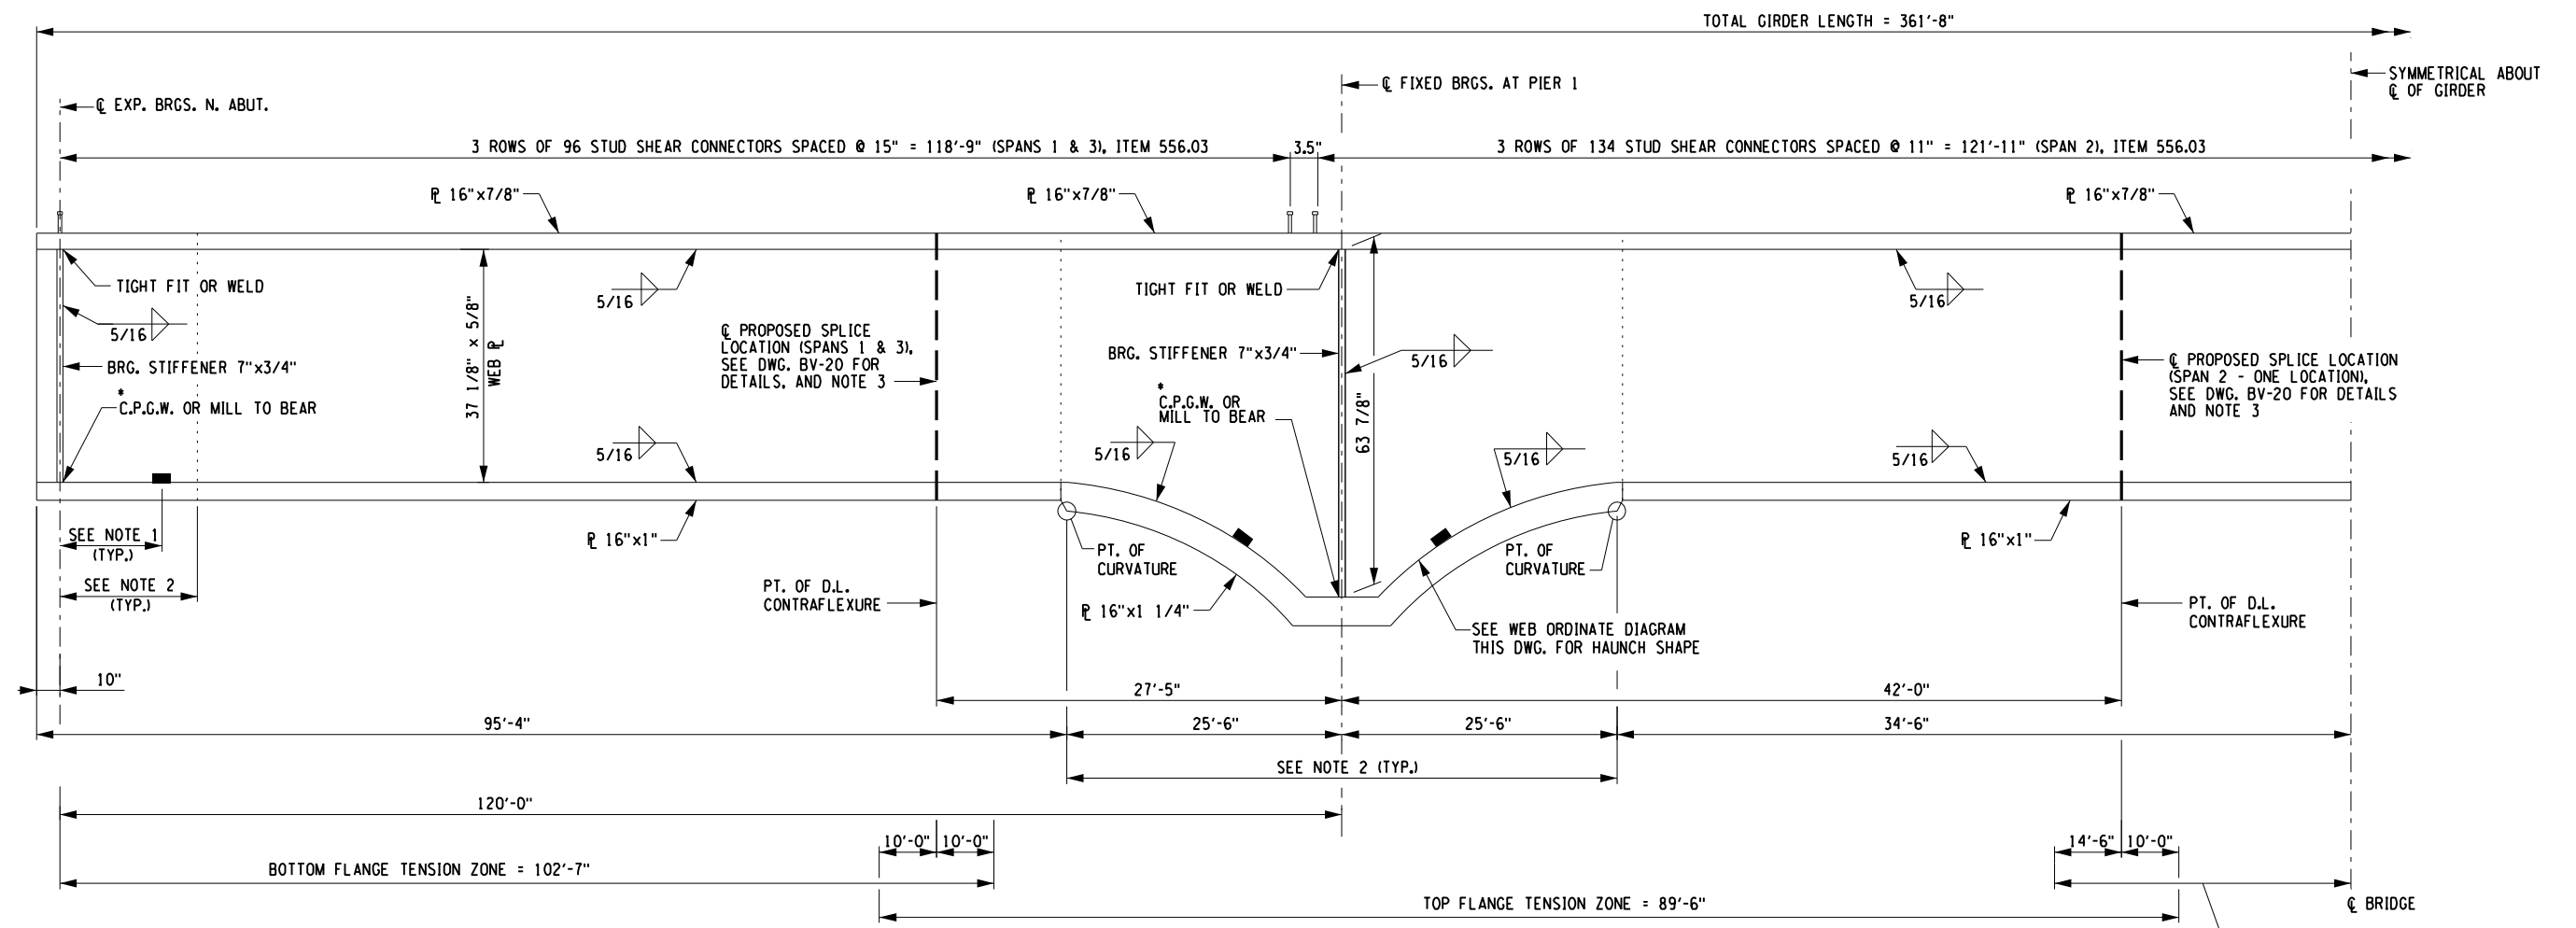 TOTAL GIRDER LENGTH = 361'-8"
SYMMETRICAL ABOUT
℄ OF GIRDER
℄ FIXED BRGS. AT PIER 1
℄ EXP. BRGS. N. ABUT.
3 ROWS OF 96 STUD SHEAR CONNECTORS SPACED @ 15" = 118'-9" (SPANS 1 & 3), ITEM 556.03
3.5"
3 ROWS OF 134 STUD SHEAR CONNECTORS SPACED @ 11" = 121'-11" (SPAN 2), ITEM 556.03
PL 16"x7/8"
PL 16"x7/8"
PL 16"x7/8"
TIGHT FIT OR WELD
5/16
BRG. STIFFENER 7"x3/4"
*
C.P.G.W. OR MILL TO BEAR
37 1/8" x 5/8"
WEB PL
5/16
5/16
℄ PROPOSED SPLICE
LOCATION (SPANS 1 & 3),
SEE DWG. BV-20 FOR
DETAILS, AND NOTE 3
TIGHT FIT OR WELD
BRG. STIFFENER 7"x3/4"
*
C.P.G.W. OR
MILL TO BEAR
5/16
63 7/8"
5/16
5/16
5/16
5/16
℄ PROPOSED SPLICE LOCATION
(SPAN 2 - ONE LOCATION),
SEE DWG. BV-20 FOR DETAILS
AND NOTE 3
SEE NOTE 1
(TYP.)
SEE NOTE 2
(TYP.)
PL 16"x1"
PT. OF D.L.
CONTRAFLEXURE
PT. OF
CURVATURE
PL 16"x1 1/4"
PT. OF
CURVATURE
SEE WEB ORDINATE DIAGRAM
THIS DWG. FOR HAUNCH SHAPE
PL 16"x1"
PT. OF D.L.
CONTRAFLEXURE
10"
27'-5"
42'-0"
95'-4"
25'-6"
25'-6"
34'-6"
SEE NOTE 2 (TYP.)
120'-0"
10'-0"
10'-0"
14'-6"
10'-0"
BOTTOM FLANGE TENSION ZONE = 102'-7"
TOP FLANGE TENSION ZONE = 89'-6"
℄ BRIDGE